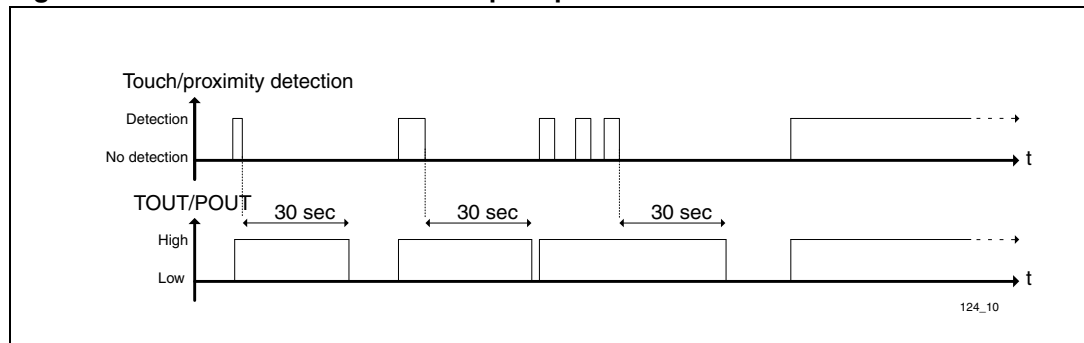 Touch/proximity detection
Detection
No detection
t
TOUT/POUT
30 sec 30 sec 30 sec
High
Low
t
124_10